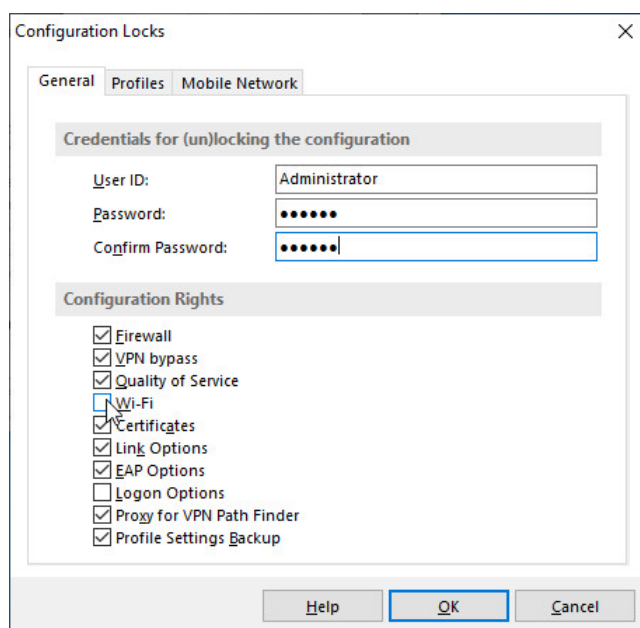 Configuration Locks
General Profiles Mobile Network
Credentials for (un)locking the configuration
User ID: Administrator
Password: ●●●●●●
Confirm Password: ●●●●●●
Configuration Rights
Firewall
VPN bypass
Quality of Service
Wi-Fi
Certificates
Link Options
EAP Options
Logon Options
Proxy for VPN Path Finder
Profile Settings Backup
Help OK Cancel